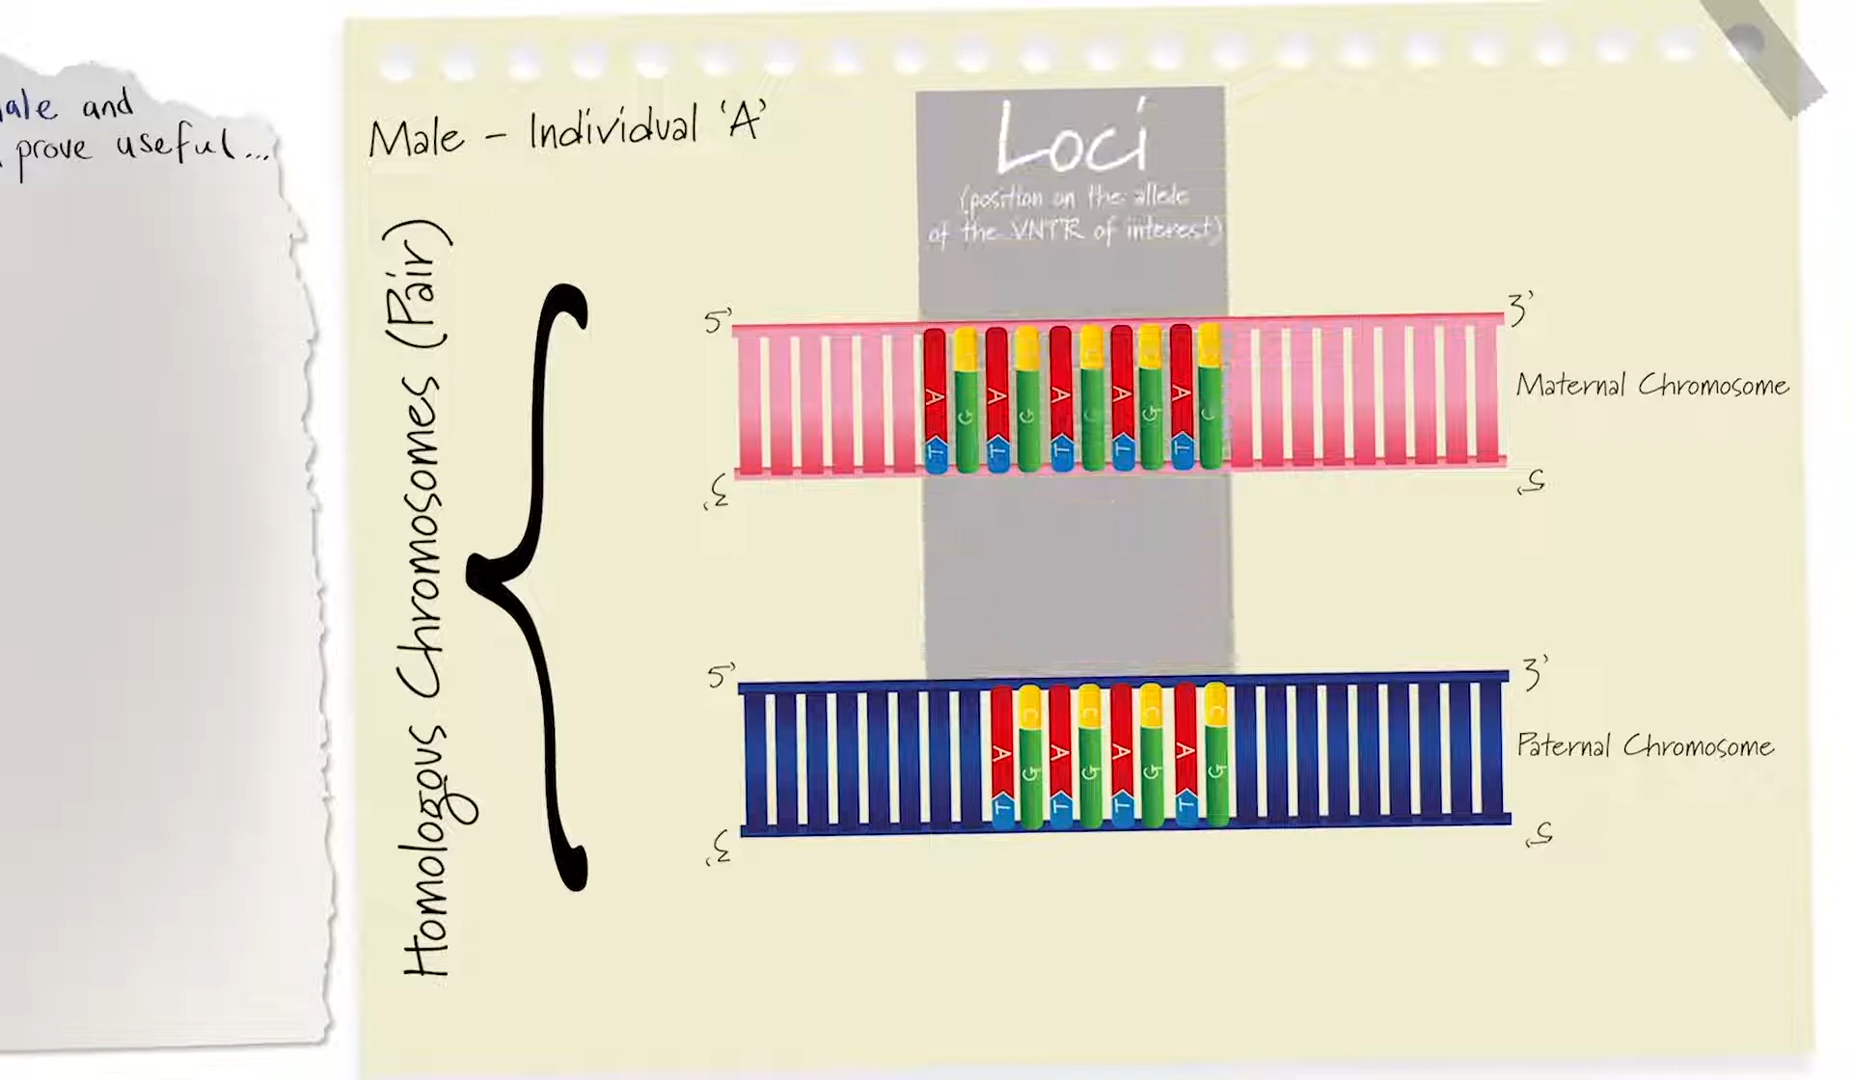 ale and
prove useful...
Male - Individual 'A'
Loci
(position on the allele
of the VNTR of interest)
Homologous Chromosomes (Pair)
5'
3'
A G A G A C A G A C
T T T T T
Maternal Chromosome
3'
5'
5'
3'
C C C C
A G A G A G A G
T T T T
Paternal Chromosome
3'
5'